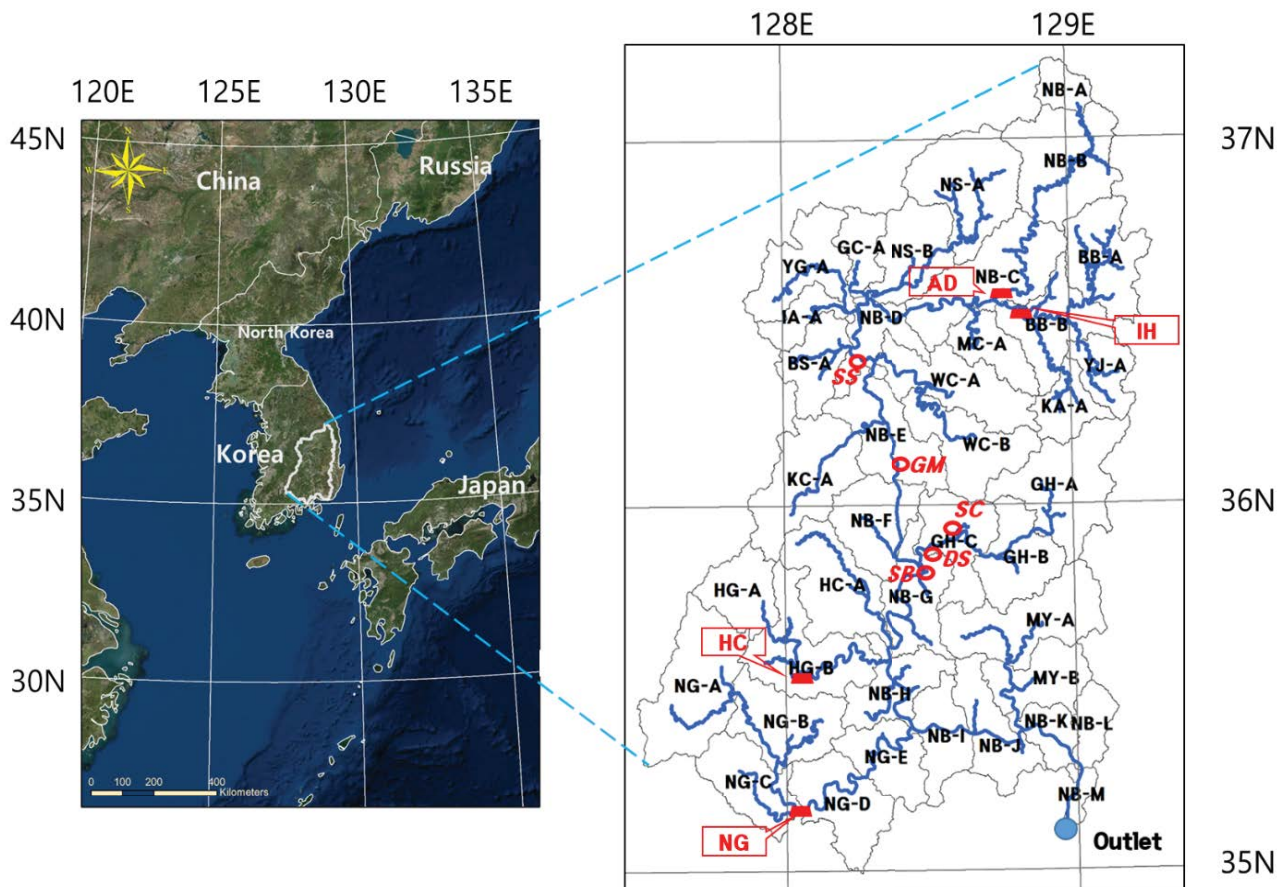 120E 125E 130E 135E
45N
40N
35N
30N
N
W E
S
China
Russia
North Korea
Korea
Japan
0 100 200 400
Kilometers
128E 129E
37N
36N
35N
NB-A
NB-B
NS-A
GC-A
NS-B
BB-A
YG-A
NB-C
AD
IA-A
NB-D
BB-B
IH
MC-A
BS-A
SS
WC-A
YJ-A
KA-A
NB-E
WC-B
GM
KC-A
GH-A
SC
NB-F
GH-C
DS
GH-B
SB
HG-A
HC-A
NB-G
MY-A
HC
HG-B
NG-A
NB-H
MY-B
NG-B
NB-K
NB-L
NB-I
NB-J
NG-E
NG-C
NG-D
NB-M
NG
Outlet